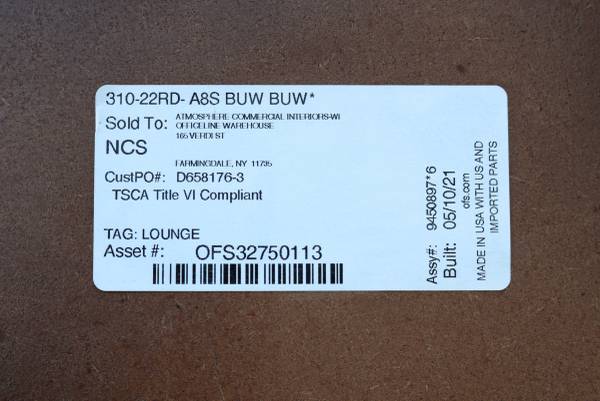 310-22RD- A8S BUW BUW*
Sold To: ATMOSPHERE COMMERCIAL INTERIORS-WI
OFFICELINE WAREHOUSE
165 VERDI ST
NCS
FARMINGDALE, NY 11735
CustPO#: D658176-3
TSCA Title VI Compliant
TAG: LOUNGE
Asset #: OFS32750113
Assy#: 9450897*6
Built: 05/10/21
ofs.com
MADE IN USA WITH US AND
IMPORTED PARTS